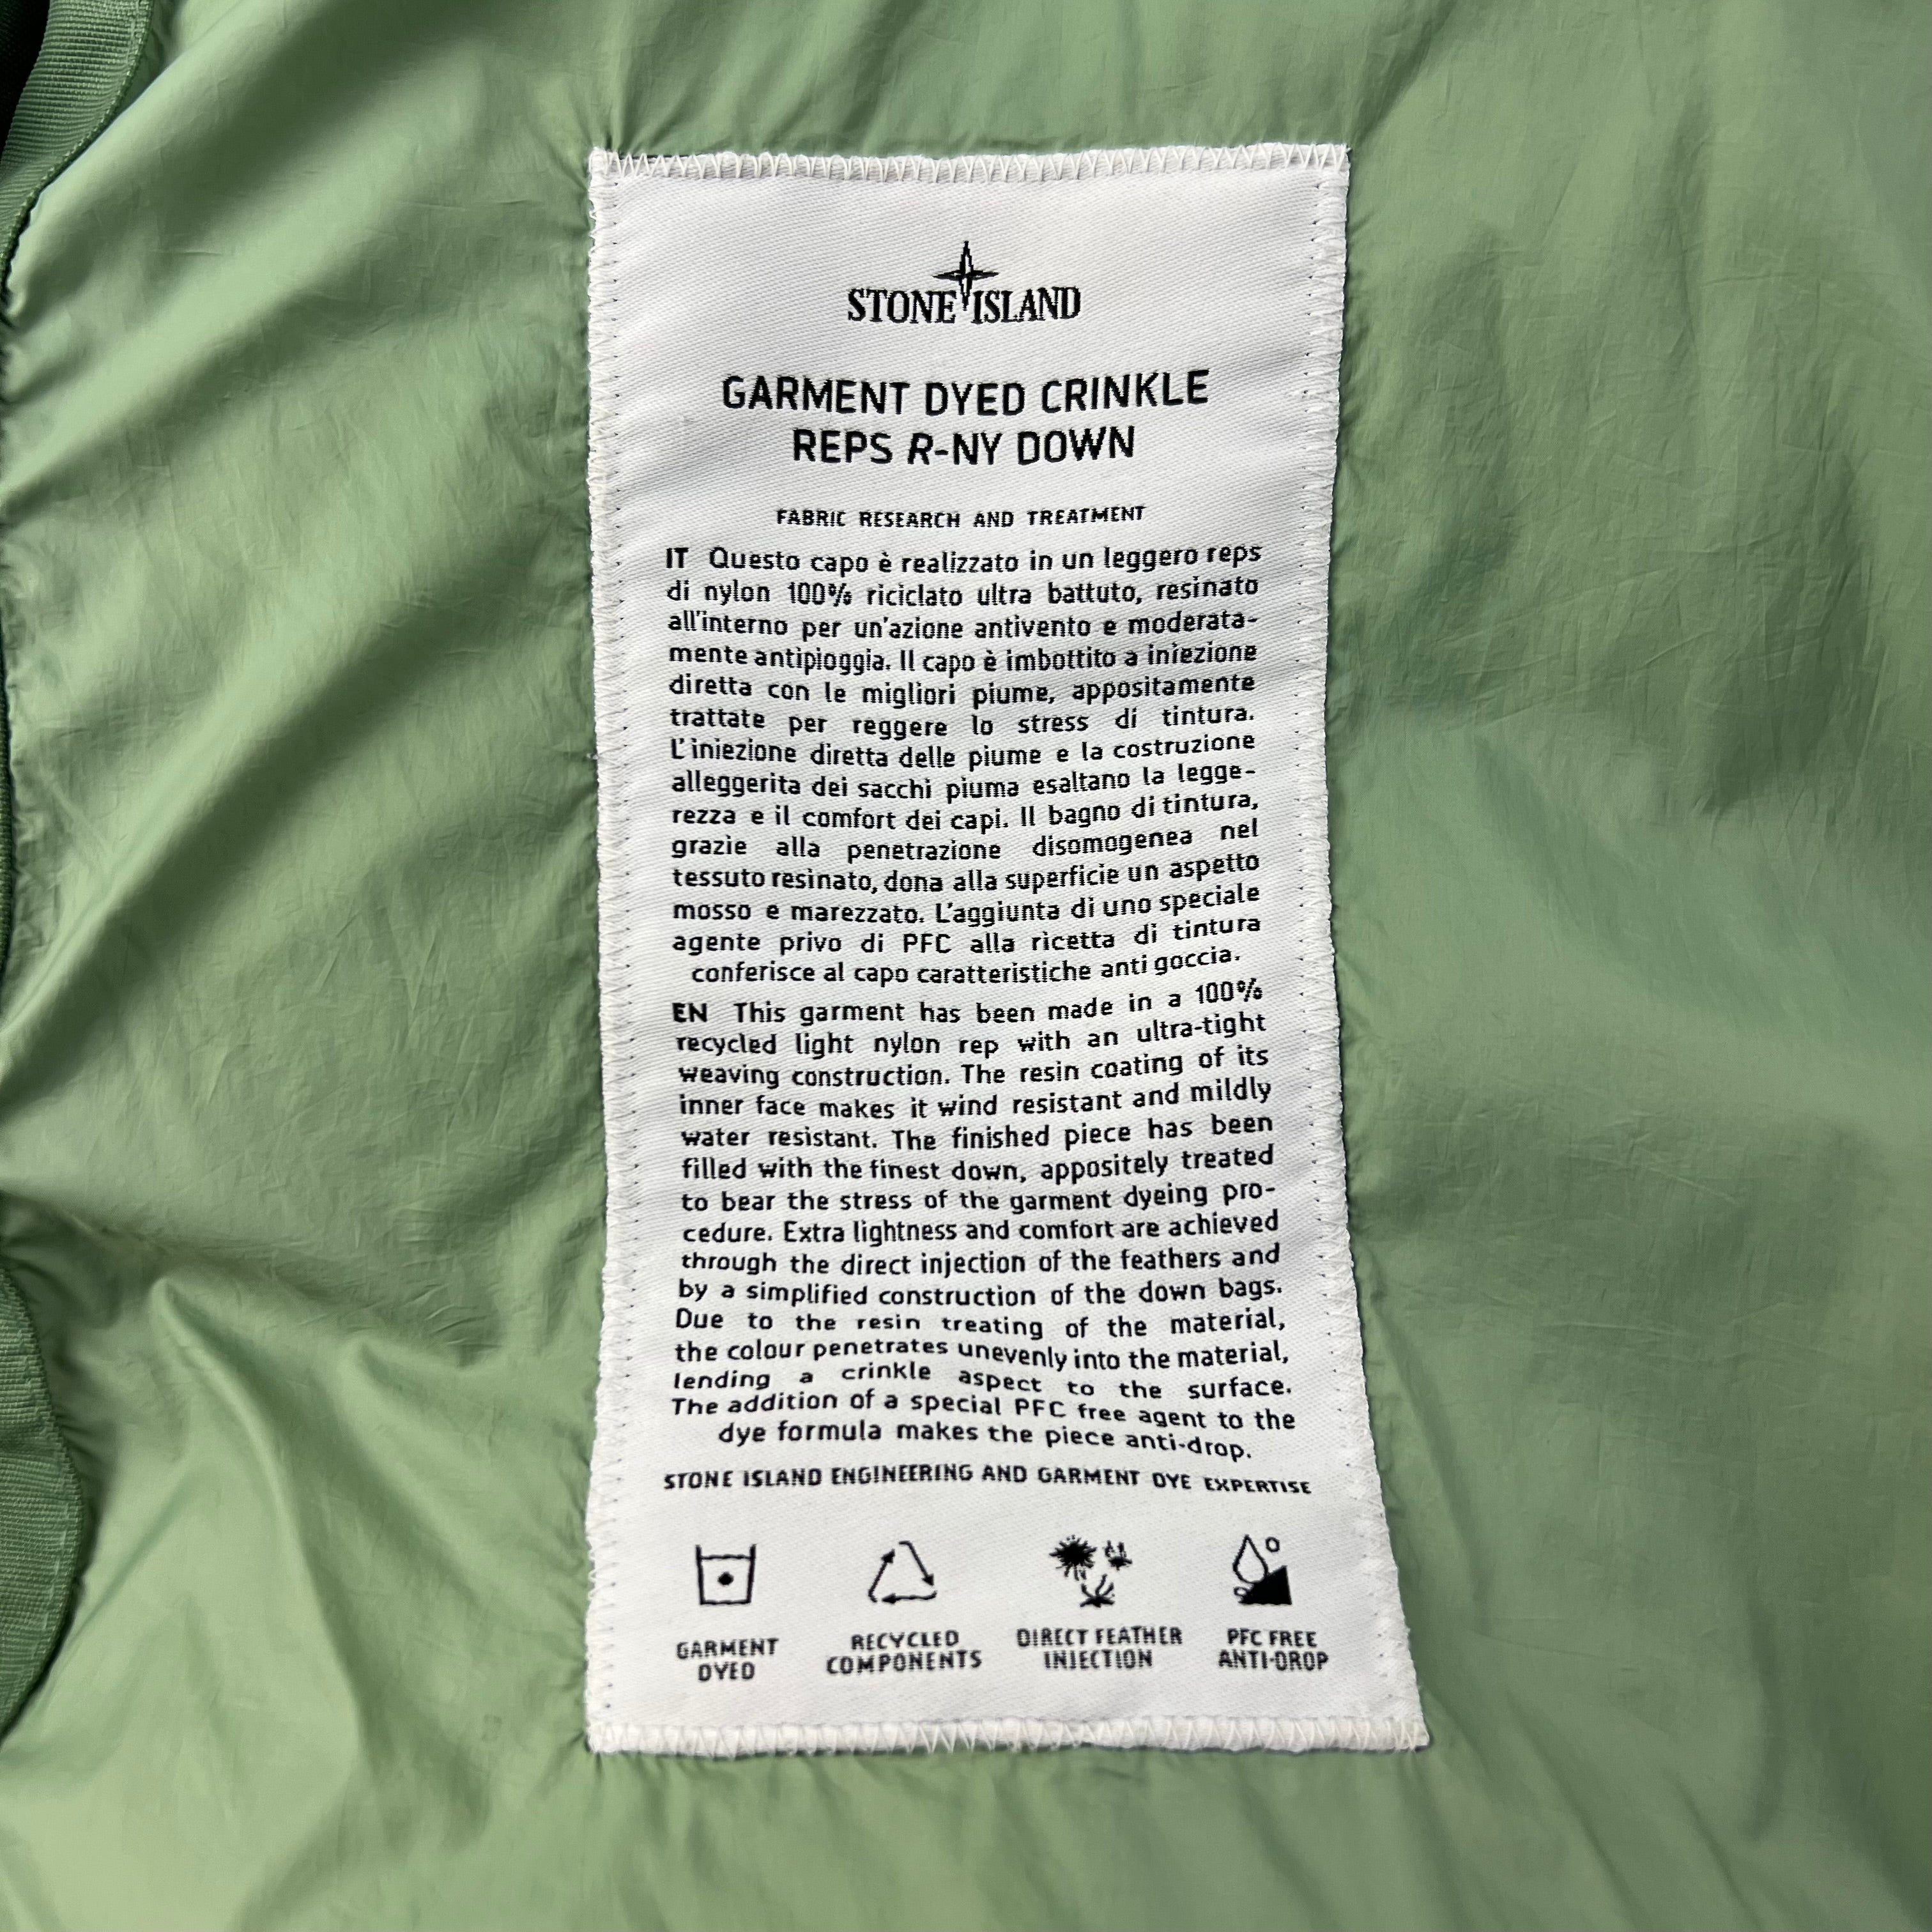 STONE ISLAND
GARMENT DYED CRINKLE
REPS R-NY DOWN
FABRIC RESEARCH AND TREATMENT
IT Questo capo è realizzato in un leggero reps
di nylon 100% riciclato ultra battuto, resinato
all'interno per un'azione antivento e moderata-
mente antipioggia. Il capo è imbottito a iniezione
diretta con le migliori piume, appositamente
trattate per reggere lo stress di tintura.
L'iniezione diretta delle piume e la costruzione
alleggerita dei sacchi piuma esaltano la legge-
rezza e il comfort dei capi. Il bagno di tintura,
grazie alla penetrazione disomogenea nel
tessuto resinato, dona alla superficie un aspetto
mosso e marezzato. L'aggiunta di uno speciale
agente privo di PFC alla ricetta di tintura
conferisce al capo caratteristiche anti goccia.
EN This garment has been made in a 100%
recycled light nylon rep with an ultra-tight
weaving construction. The resin coating of its
inner face makes it wind resistant and mildly
water resistant. The finished piece has been
filled with the finest down, appositely treated
to bear the stress of the garment dyeing pro-
cedure. Extra lightness and comfort are achieved
through the direct injection of the feathers and
by a simplified construction of the down bags.
Due to the resin treating of the material,
the colour penetrates unevenly into the material,
lending a crinkle aspect to the surface.
The addition of a special PFC free agent to the
dye formula makes the piece anti-drop.
STONE ISLAND ENGINEERING AND GARMENT DYE EXPERTISE
GARMENT
DYED
RECYCLED
COMPONENTS
DIRECT FEATHER
INJECTION
PFC FREE
ANTI-DROP